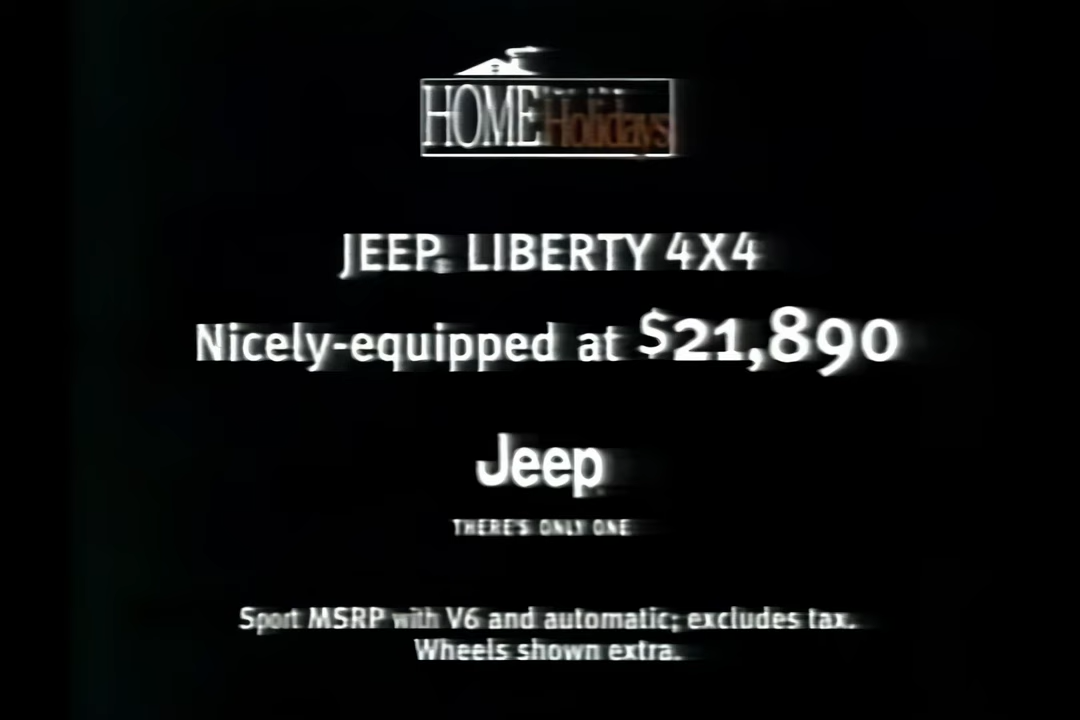 HOME for the Holidays
JEEP® LIBERTY 4X4
Nicely-equipped at $21,890
Jeep
THERE'S ONLY ONE
Sport MSRP with V6 and automatic; excludes tax.
Wheels shown extra.